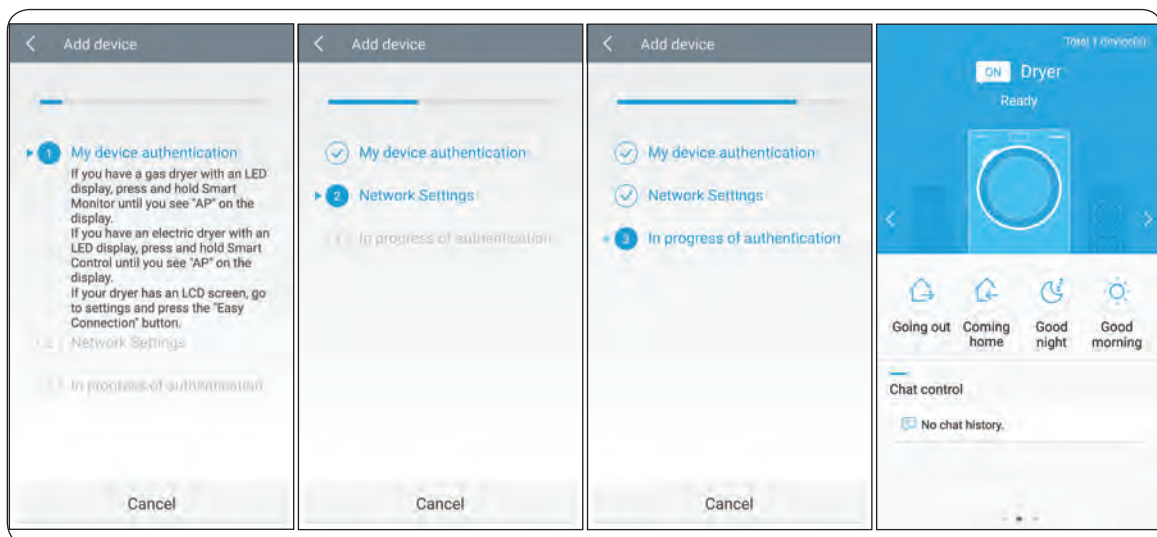 Add device
1 My device authentication
If you have a gas dryer with an LED
display, press and hold Smart
Monitor until you see "AP" on the
display.
If you have an electric dryer with an
LED display, press and hold Smart
Control until you see "AP" on the
display.
If your dryer has an LCD screen, go
to settings and press the "Easy
Connection" button.
Network Settings
In progress of authentication
Cancel
Add device
My device authentication
2 Network Settings
In progress of authentication
Cancel
Add device
My device authentication
Network Settings
3 In progress of authentication
Cancel
Total 1 device(s)
ON Dryer
Ready
Going out
Coming
home
Good
night
Good
morning
Chat control
No chat history.